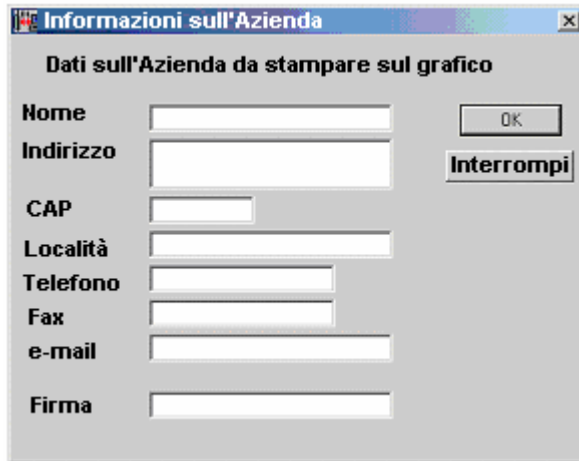 Informazioni sull'Azienda
Dati sull'Azienda da stampare sul grafico
Nome
OK
Indirizzo
Interrompi
CAP
Località
Telefono
Fax
e-mail
Firma